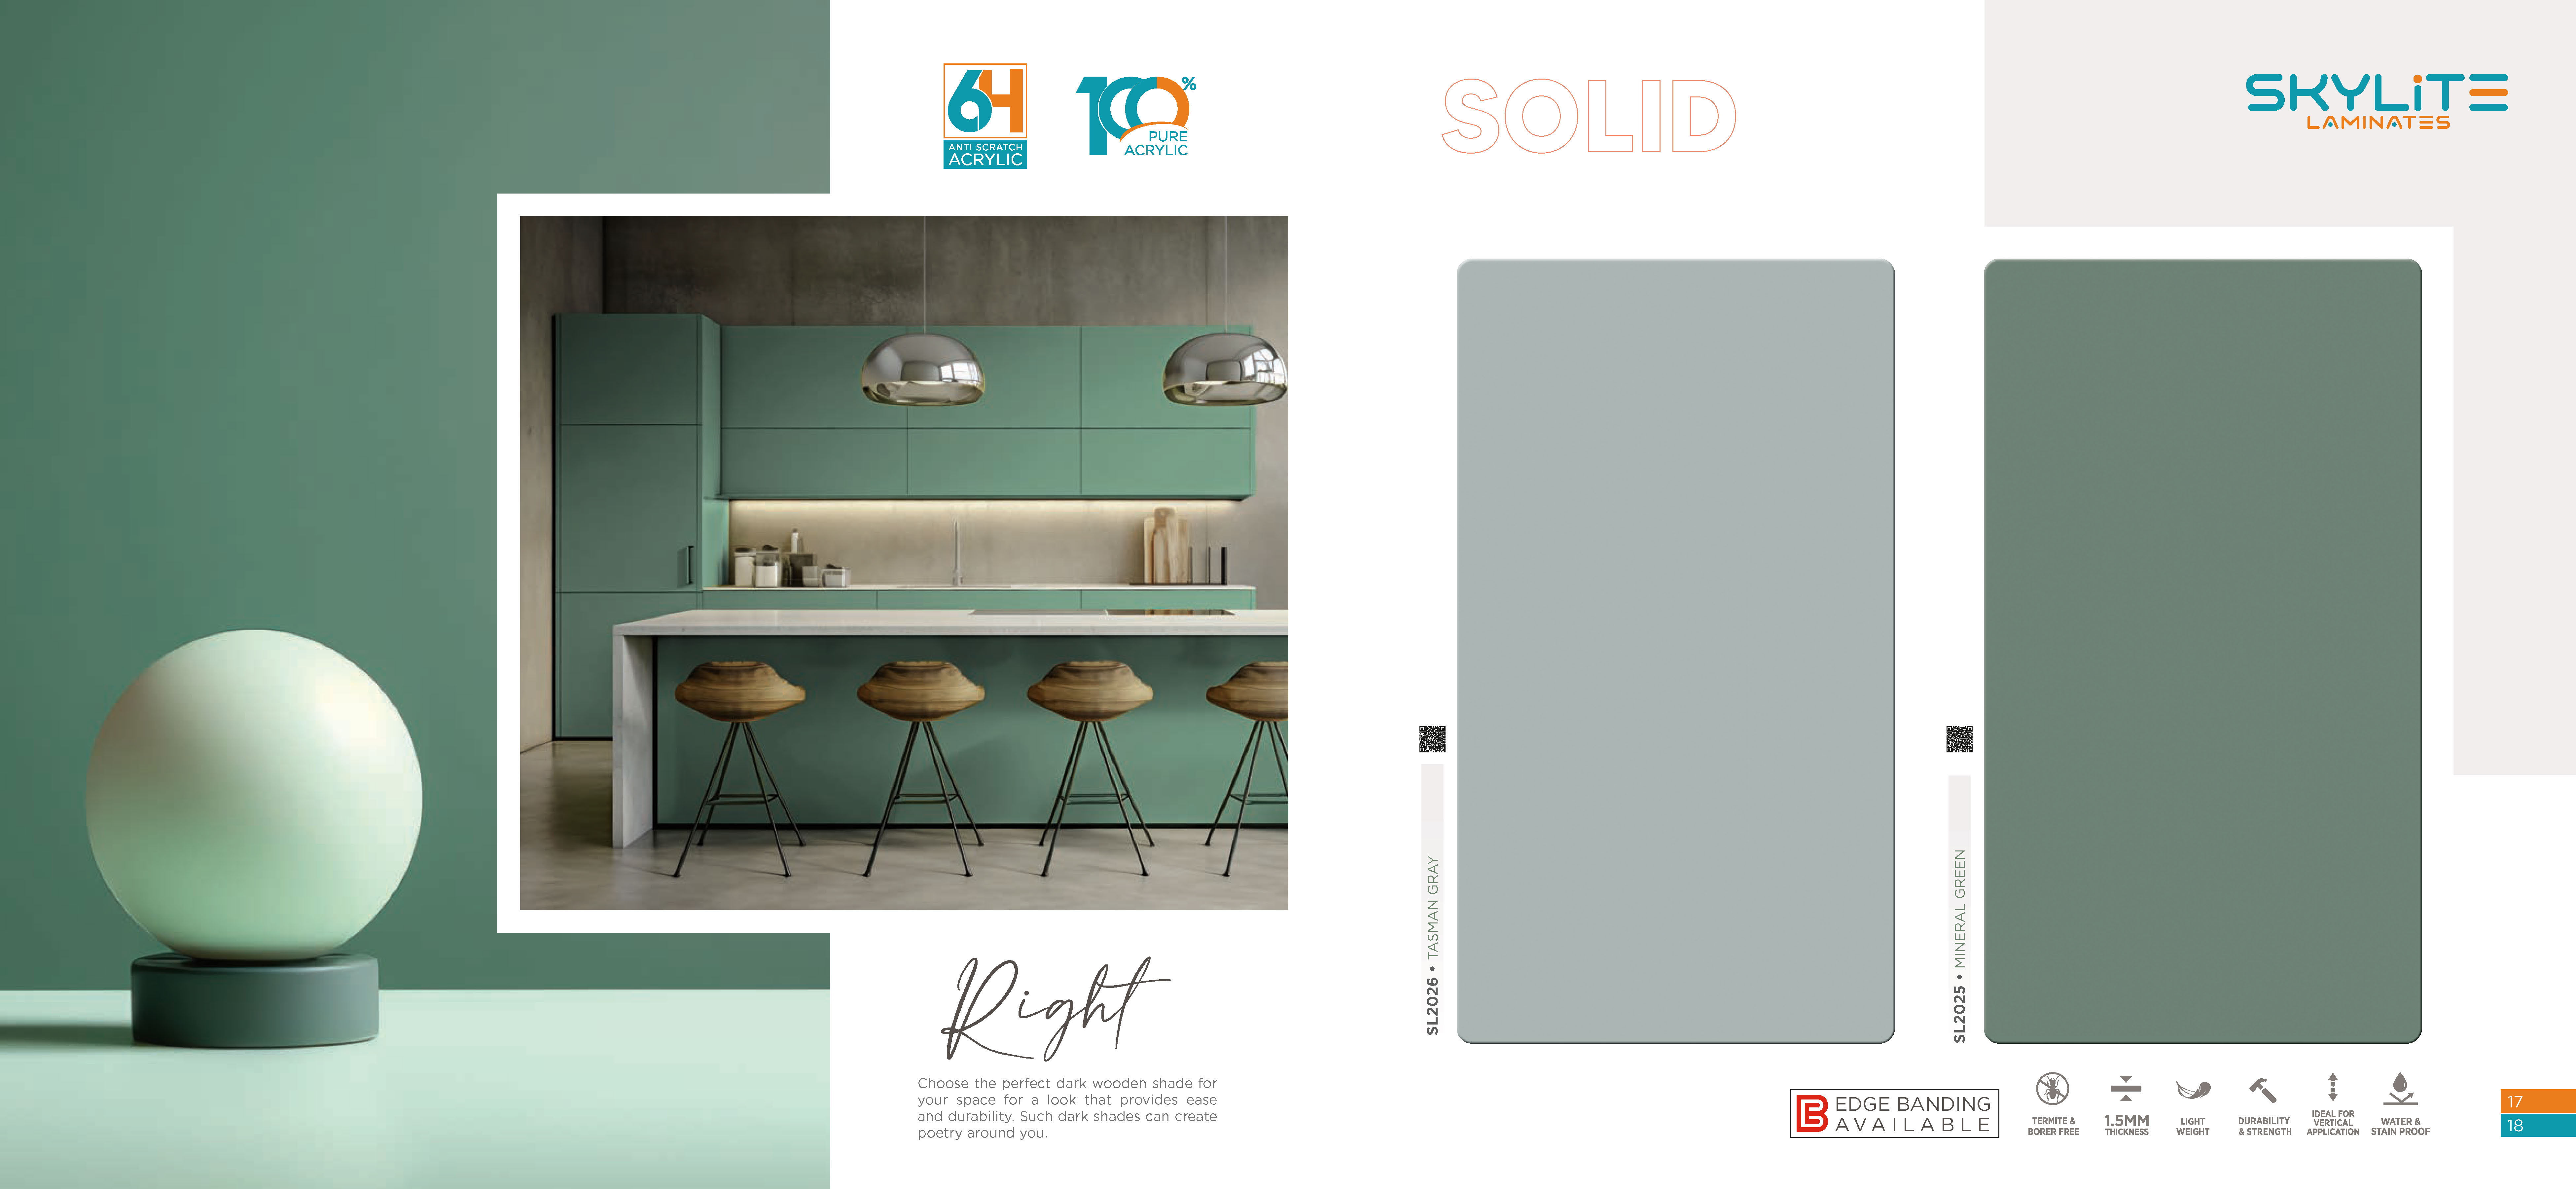 64
ANTI SCRATCH
ACRYLIC
100%
PURE
ACRYLIC
SOLID
SKYLiTE
LAMINATES
Right
Choose the perfect dark wooden shade for
your space for a look that provides ease
and durability. Such dark shades can create
poetry around you.
SL2026 • TASMAN GRAY
SL2025 • MINERAL GREEN
EB EDGE BANDING
AVAILABLE
TERMITE &
BORER FREE
1.5MM
THICKNESS
LIGHT
WEIGHT
DURABILITY
& STRENGTH
IDEAL FOR
VERTICAL
APPLICATION
WATER &
STAIN PROOF
17
18